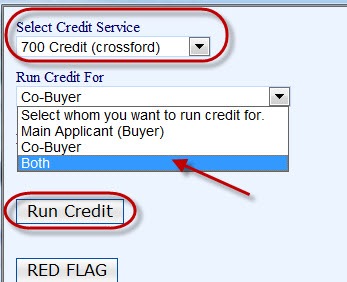 Select Credit Service
700 Credit (crossford)
Run Credit For
Co-Buyer
Select whom you want to run credit for.
Main Applicant (Buyer)
Co-Buyer
Both
Run Credit
RED FLAG